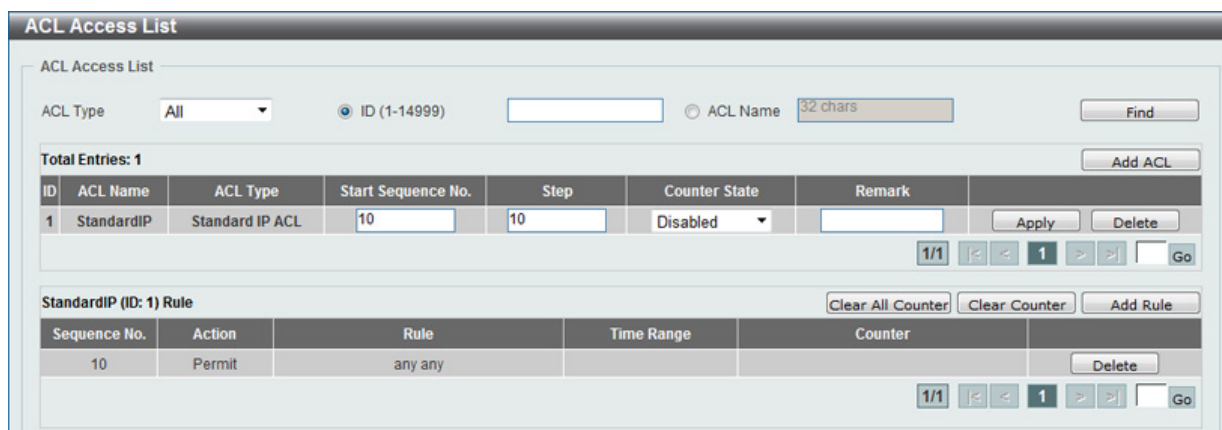 ACL Access List
ACL Access List
ACL Type All ID (1-14999) ACL Name 32 chars Find
Total Entries: 1 Add ACL
ID ACL Name ACL Type Start Sequence No. Step Counter State Remark
1 StandardIP Standard IP ACL 10 10 Disabled Apply Delete
1/1 |< < 1 > >| Go
StandardIP (ID: 1) Rule Clear All Counter Clear Counter Add Rule
Sequence No. Action Rule Time Range Counter
10 Permit any any Delete
1/1 |< < 1 > >| Go